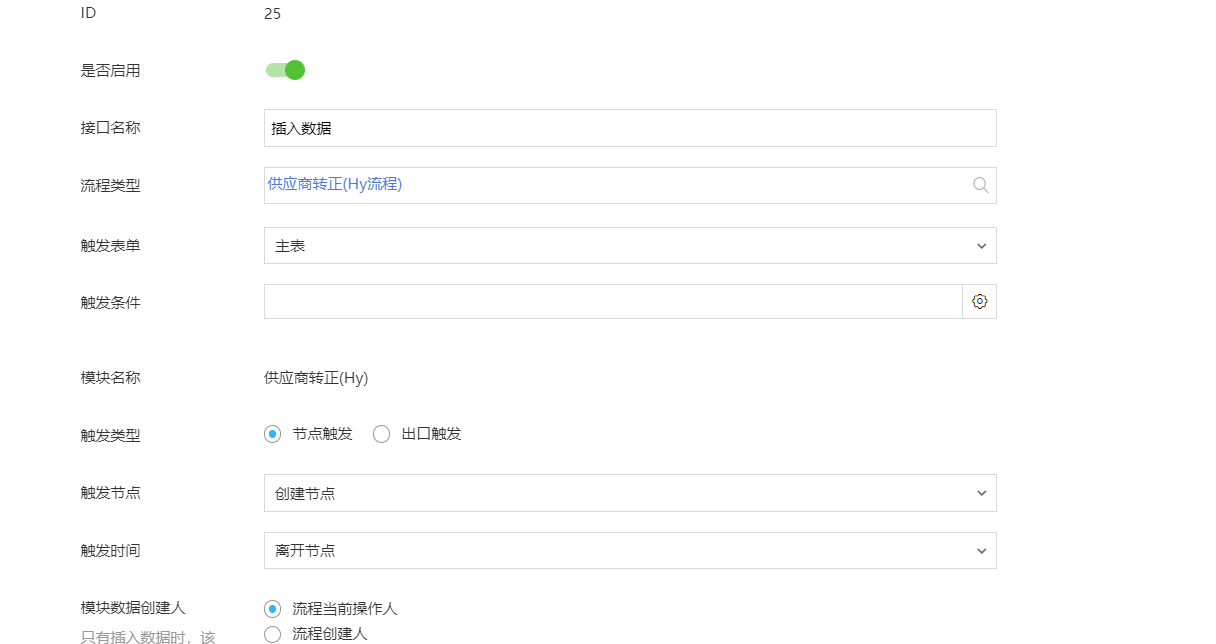 ID 25
是否启用
接口名称 插入数据
流程类型 供应商转正(Hy流程)
触发表单 主表
触发条件
模块名称 供应商转正(Hy)
触发类型 节点触发 出口触发
触发节点 创建节点
触发时间 离开节点
模块数据创建人 流程当前操作人
只有插入数据时，该 流程创建人